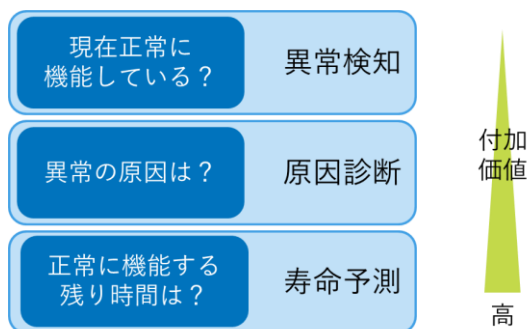 現在正常に
機能している？
異常検知
異常の原因は？
原因診断
正常に機能する
残り時間は？
寿命予測
付加
価値
高